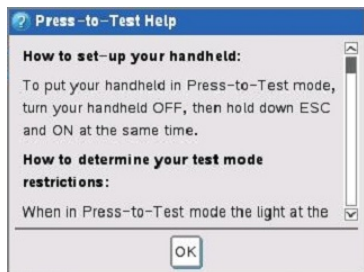 Press-to-Test Help
How to set-up your handheld:
To put your handheld in Press-to-Test mode,
turn your handheld OFF, then hold down ESC
and ON at the same time.
How to determine your test mode
restrictions:
When in Press-to-Test mode the light at the
OK